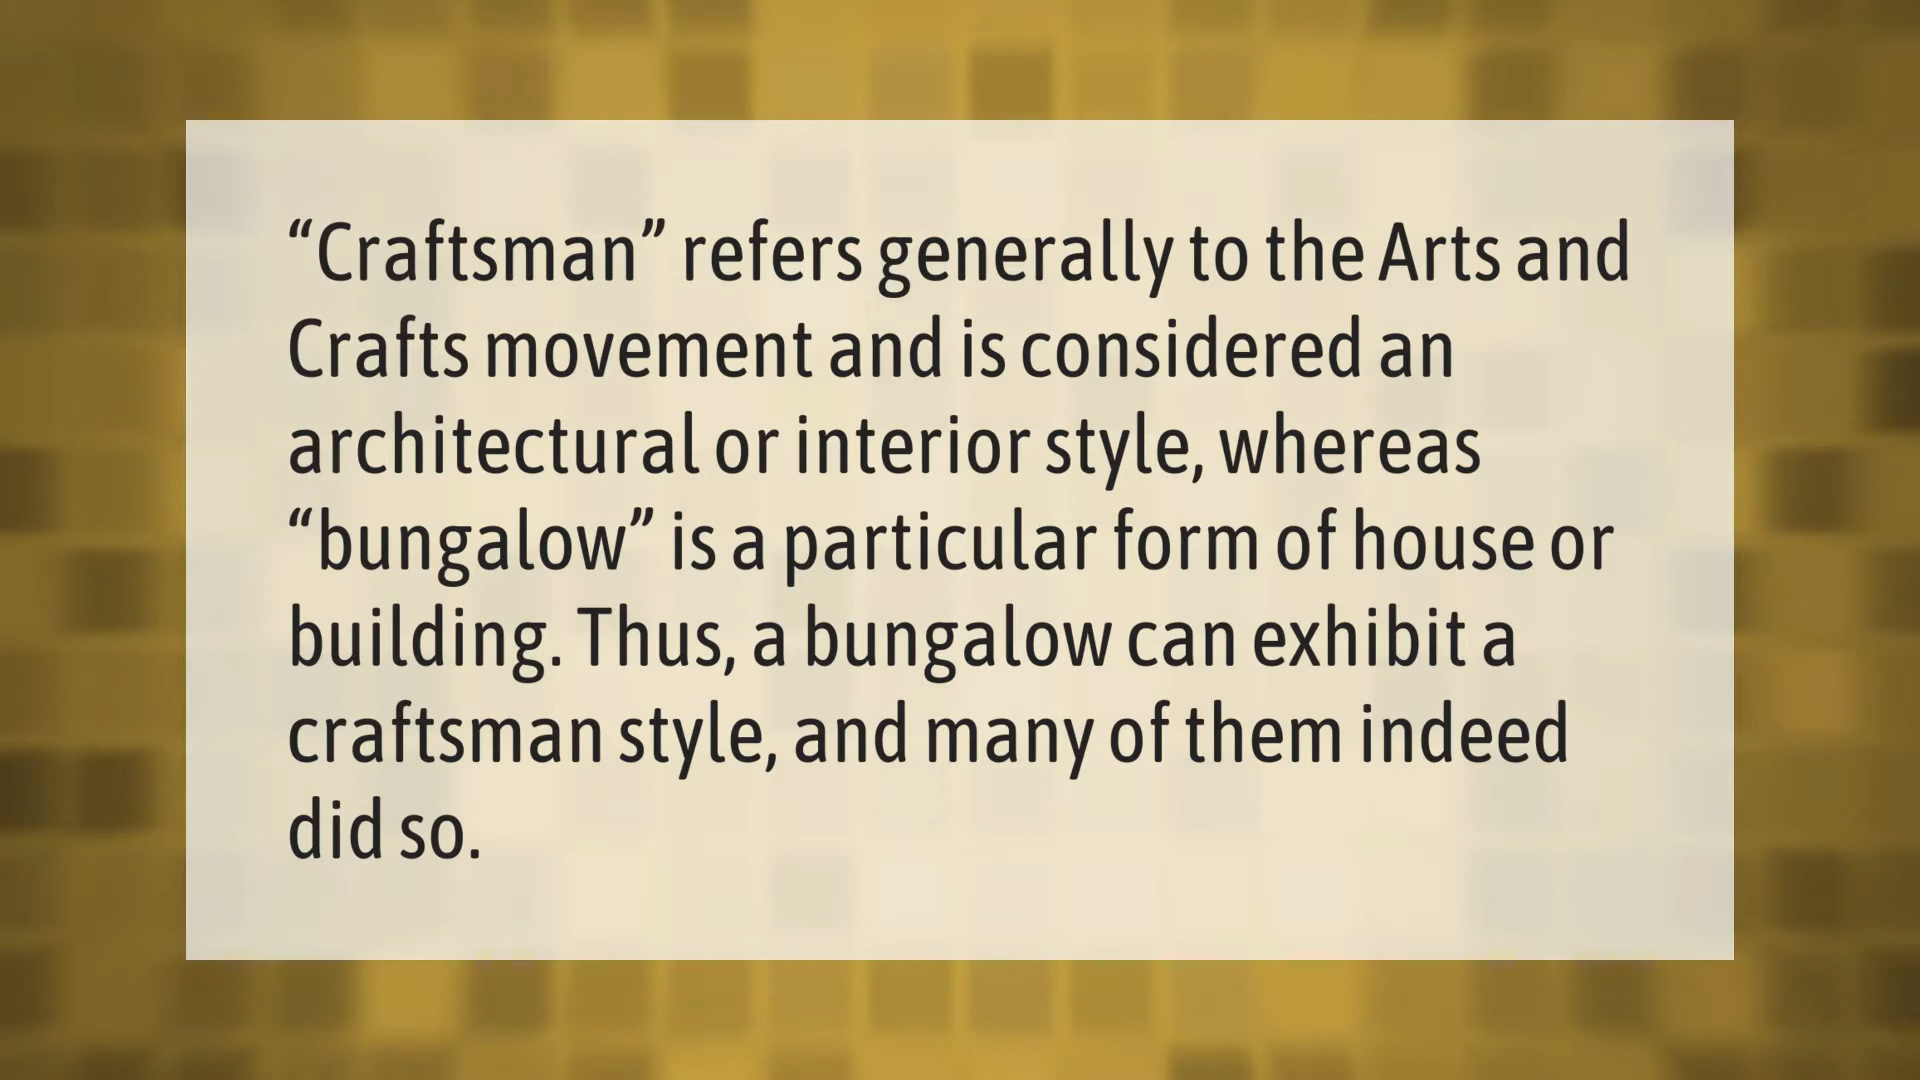 “Craftsman” refers generally to the Arts and
Crafts movement and is considered an
architectural or interior style, whereas
“bungalow” is a particular form of house or
building. Thus, a bungalow can exhibit a
craftsman style, and many of them indeed
did so.